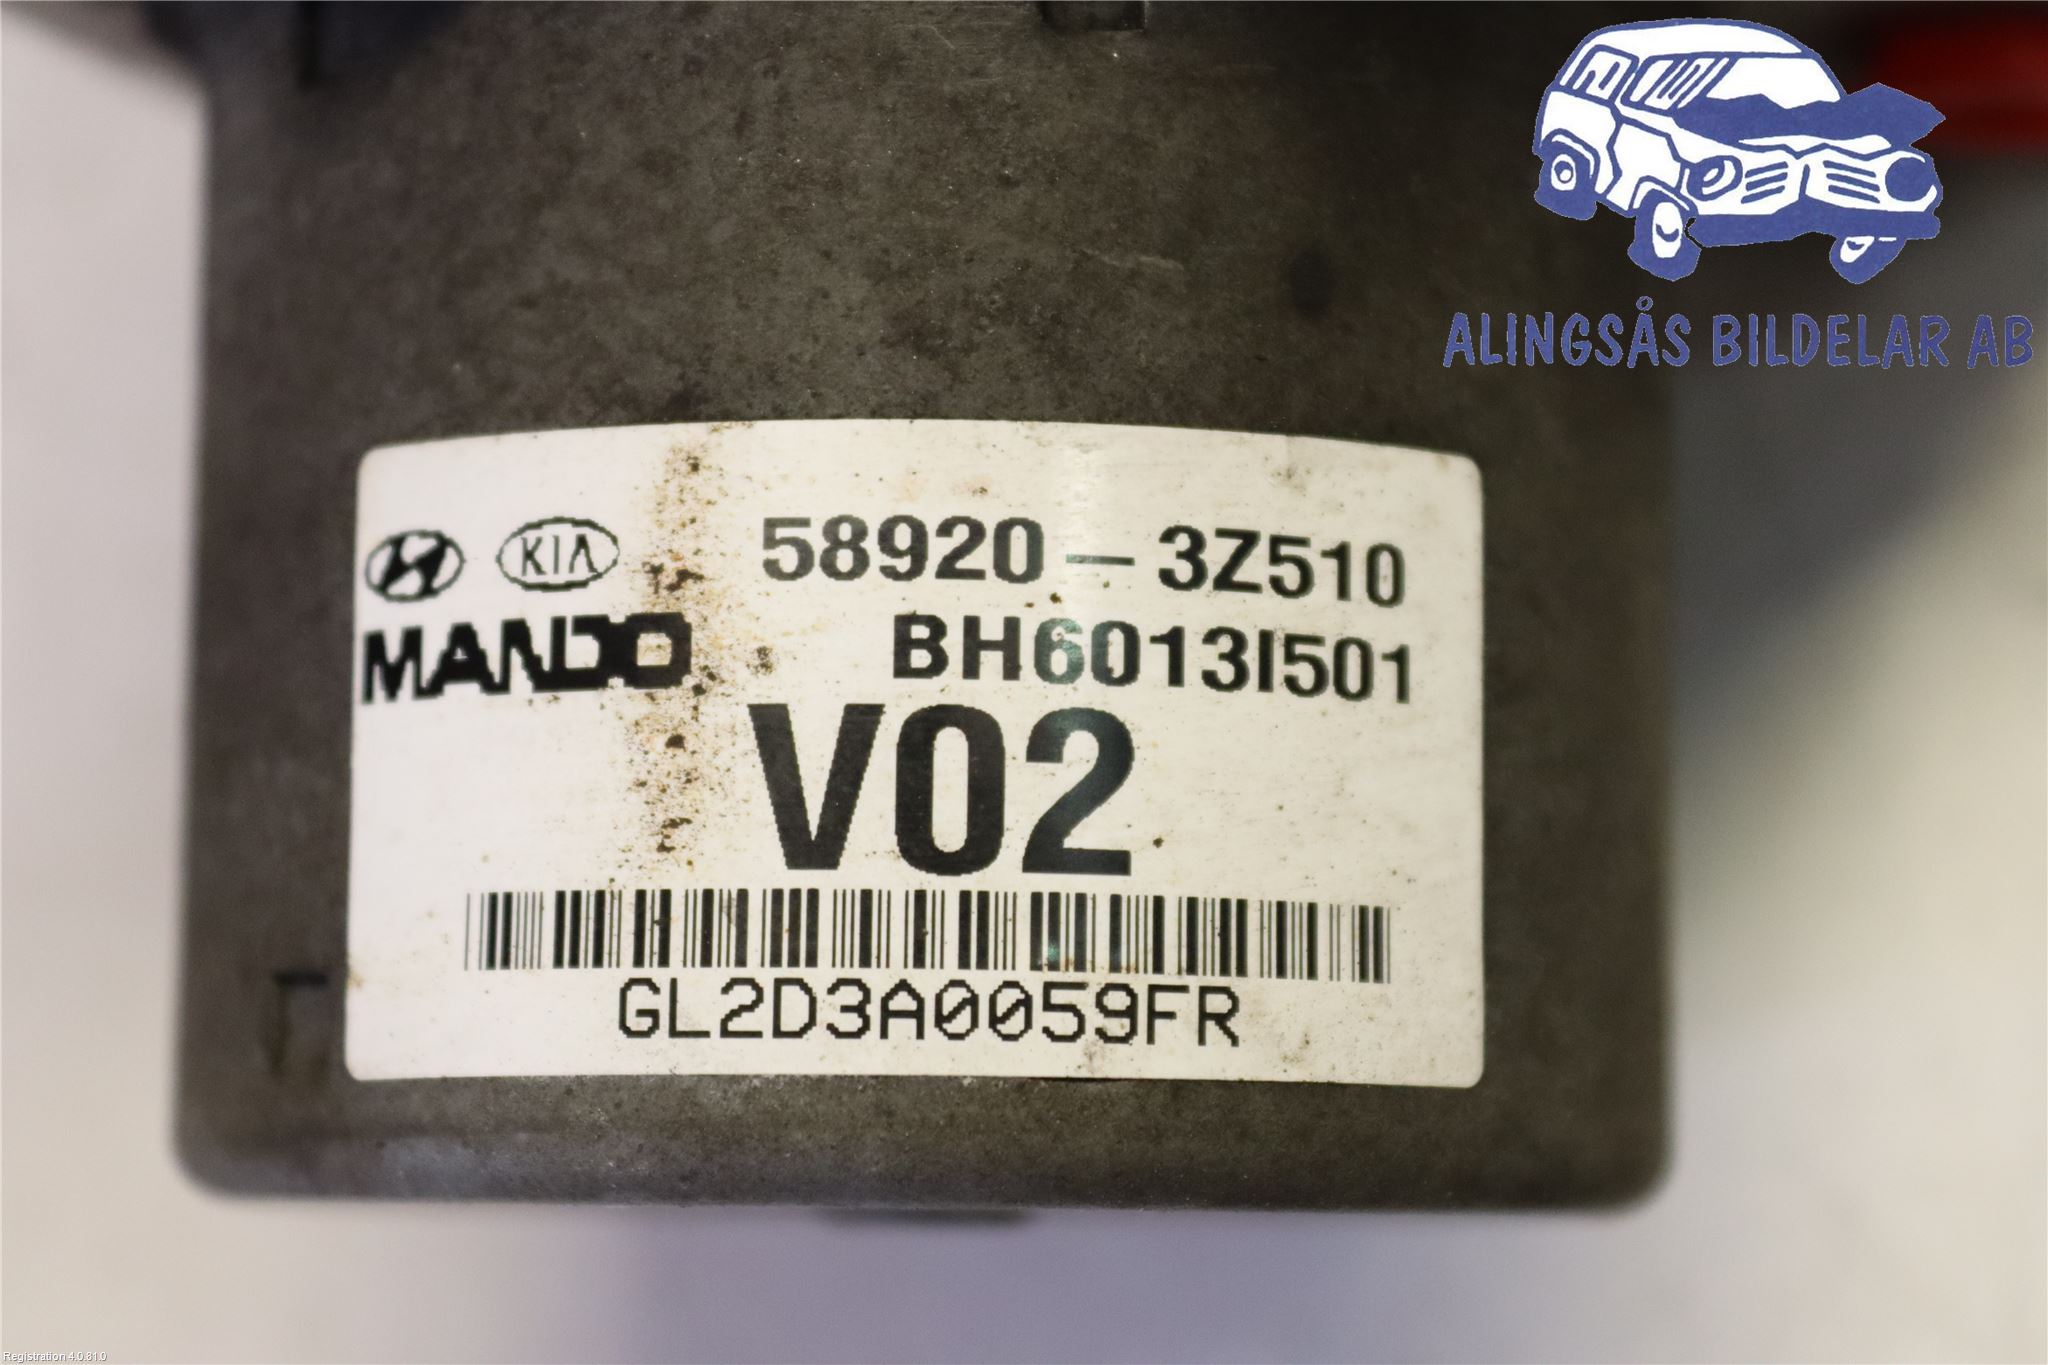 ALINGSÅS BILDELAR AB
KIA 58920-3Z510
MANDO BH6013I501
V02
GL2D3A0059FR
Registration 4.0.81.0